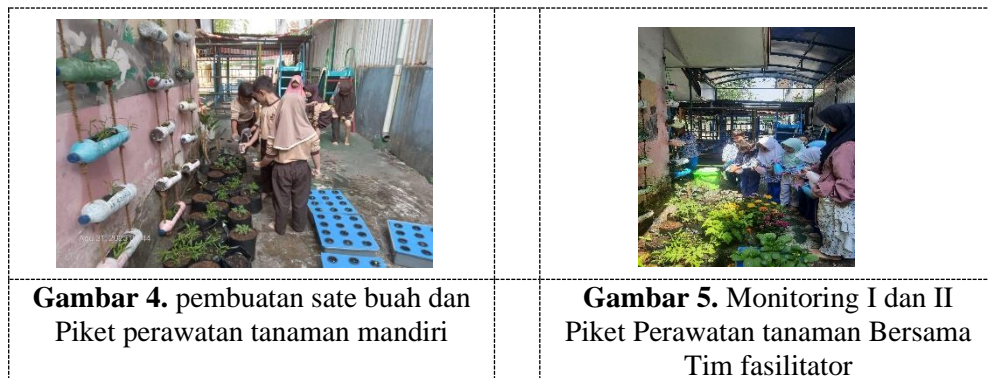 Gambar 4. pembuatan sate buah dan
Piket perawatan tanaman mandiri
Gambar 5. Monitoring I dan II
Piket Perawatan tanaman Bersama
Tim fasilitator